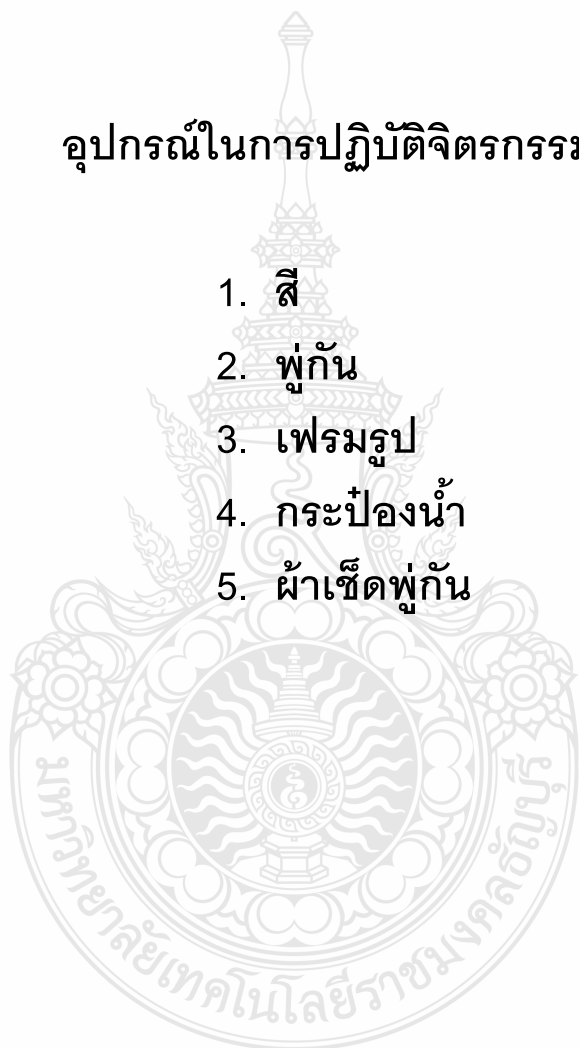 อุปกรณ์ในการปฏิบัติจิตรกรรม
1. สี
2. พู่กัน
3. เฟรมรูป
4. กระป๋องน้ำ
5. ผ้าเช็ดพู่กัน
มหาวิทยาลัยเทคโนโลยีราชมงคลธัญบุรี